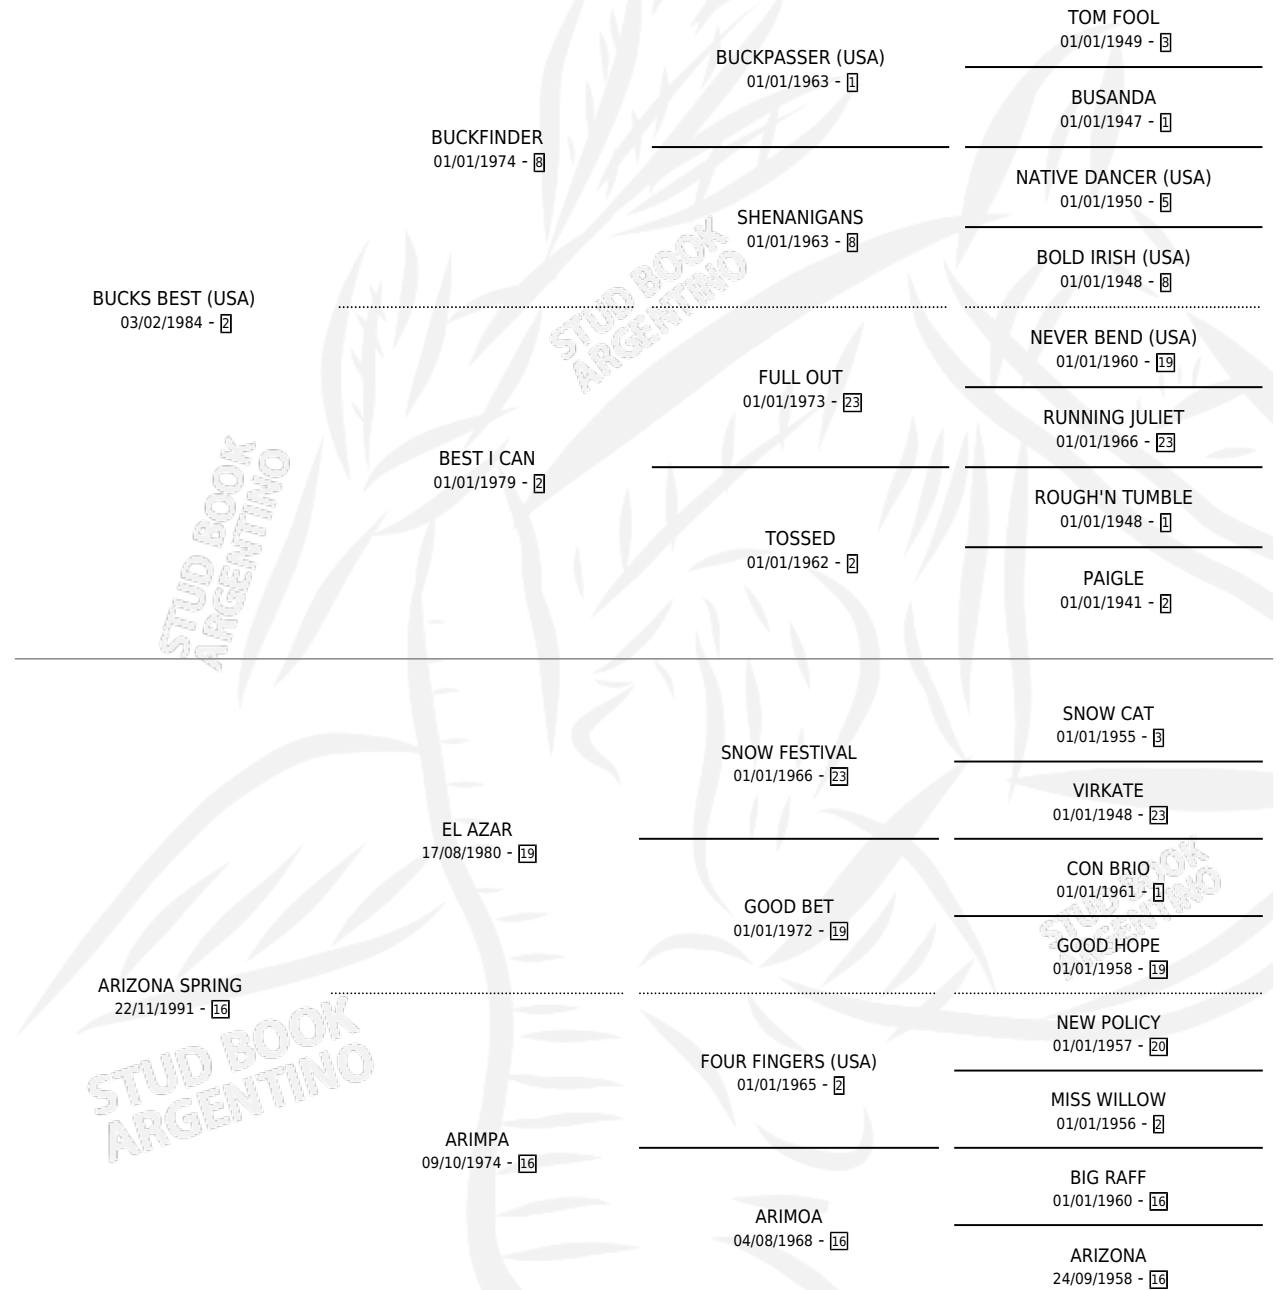 TOM FOOL
01/01/1949 - 3
BUCKPASSER (USA)
01/01/1963 - 1
BUSANDA
01/01/1947 - 1
BUCKFINDER
01/01/1974 - 8
NATIVE DANCER (USA)
01/01/1950 - 5
SHENANIGANS
01/01/1963 - 8
BOLD IRISH (USA)
01/01/1948 - 8
BUCKS BEST (USA)
03/02/1984 - 2
STUD BOOK
ARGENTINO
NEVER BEND (USA)
01/01/1960 - 19
FULL OUT
01/01/1973 - 23
RUNNING JULIET
01/01/1966 - 23
BEST I CAN
01/01/1979 - 2
ROUGH'N TUMBLE
01/01/1948 - 1
TOSSED
01/01/1962 - 2
PAIGLE
01/01/1941 - 2
STUD BOOK
ARGENTINO
SNOW CAT
01/01/1955 - 3
SNOW FESTIVAL
01/01/1966 - 23
VIRKATE
01/01/1948 - 23
EL AZAR
17/08/1980 - 19
CON BRIO
01/01/1961 - 1
GOOD BET
01/01/1972 - 19
STUD BOOK
ARGENTINO
GOOD HOPE
01/01/1958 - 19
ARIZONA SPRING
22/11/1991 - 16
NEW POLICY
01/01/1957 - 20
FOUR FINGERS (USA)
01/01/1965 - 2
MISS WILLOW
01/01/1956 - 2
STUD BOOK
ARGENTINO
ARIMPA
09/10/1974 - 16
BIG RAFF
01/01/1960 - 16
ARIMOA
04/08/1968 - 16
ARIZONA
24/09/1958 - 16